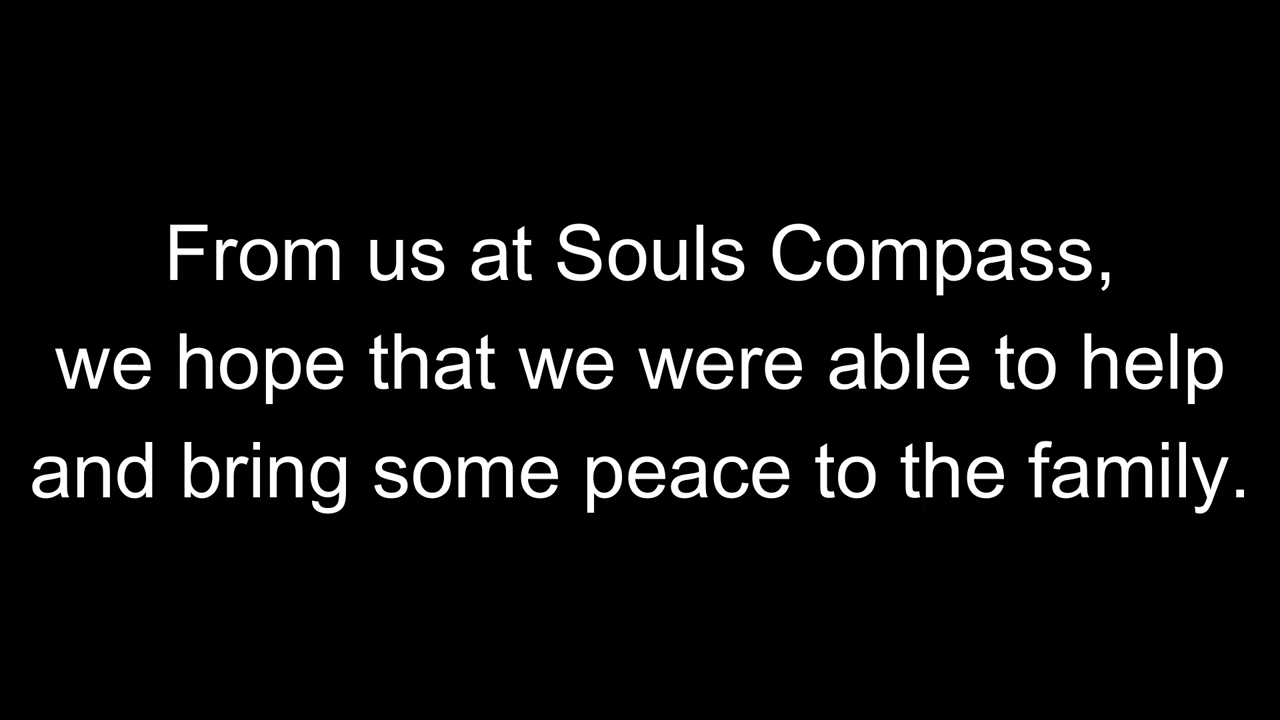 From us at Souls Compass,
we hope that we were able to help
and bring some peace to the family.